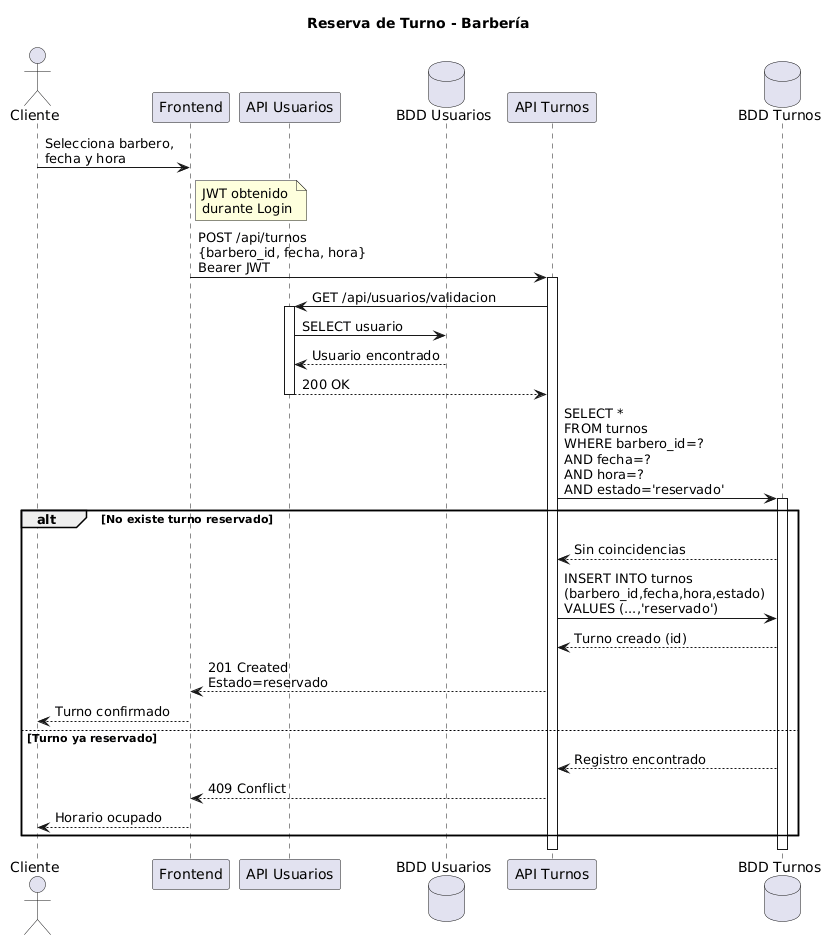 Reserva de Turno - Barbería
Cliente
Frontend
API Usuarios
BDD Usuarios
API Turnos
BDD Turnos
Selecciona barbero,
fecha y hora
JWT obtenido
durante Login
POST /api/turnos
{barbero_id, fecha, hora}
Bearer JWT
GET /api/usuarios/validacion
SELECT usuario
Usuario encontrado
200 OK
SELECT *
FROM turnos
WHERE barbero_id=?
AND fecha=?
AND hora=?
AND estado='reservado'
alt
[No existe turno reservado]
Sin coincidencias
INSERT INTO turnos
(barbero_id,fecha,hora,estado)
VALUES (...,'reservado')
Turno creado (id)
201 Created
Estado=reservado
Turno confirmado
[Turno ya reservado]
Registro encontrado
409 Conflict
Horario ocupado
Cliente
Frontend
API Usuarios
BDD Usuarios
API Turnos
BDD Turnos